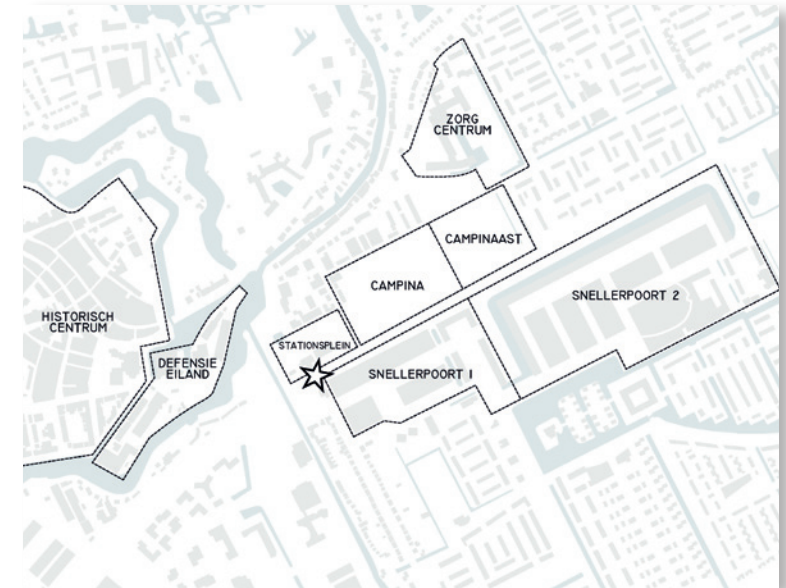 ZORG
CENTRUM
CAMPINAAST
CAMPINA
SNELLERPOORT 2
HISTORISCH
CENTRUM
STATIONSPLEIN
DEFENSIE
EILAND
SNELLERPOORT 1